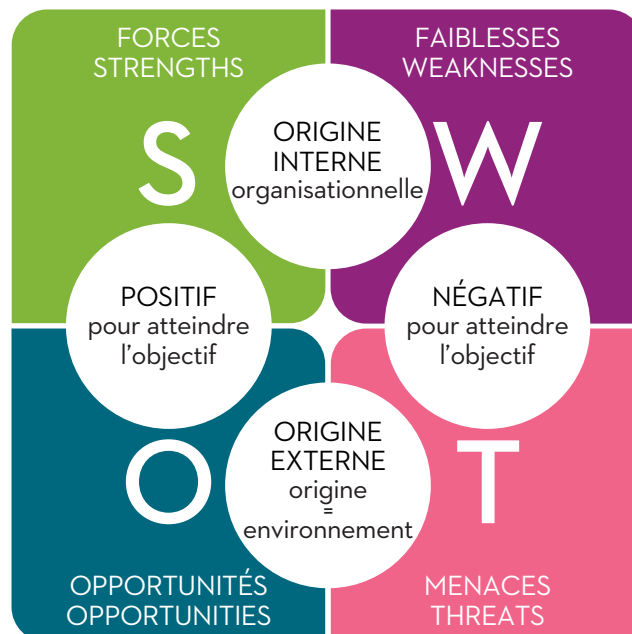 FORCES
STRENGTHS
FAIBLESSES
WEAKNESSES
S
ORIGINE
INTERNE
organisationnelle
W
POSITIF
pour atteindre
l'objectif
NÉGATIF
pour atteindre
l'objectif
O
ORIGINE
EXTERNE
origine
=
environnement
T
OPPORTUNITÉS
OPPORTUNITIES
MENACES
THREATS